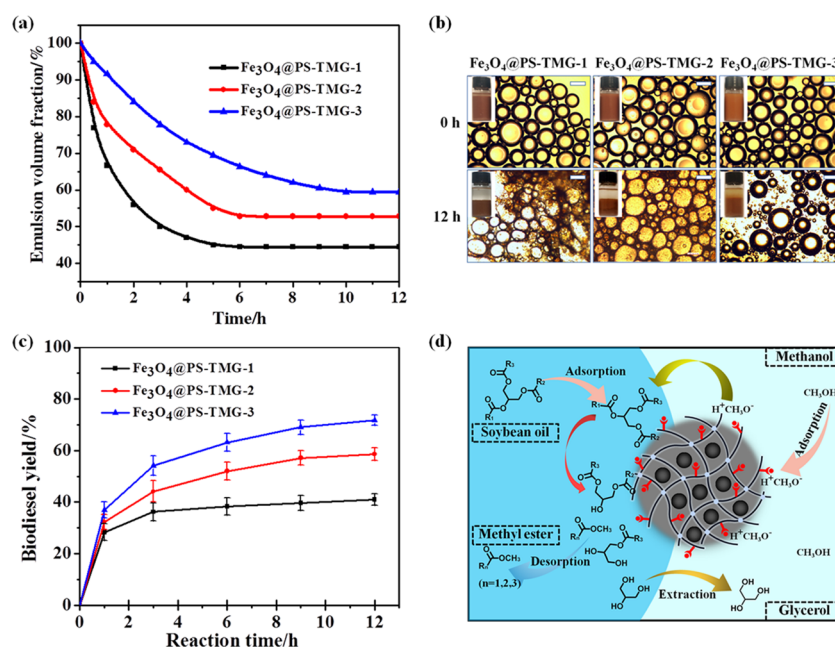 (a)
100
90
80
70
60
50
40
Emulsion volume fraction/%
Fe3O4@PS-TMG-1
Fe3O4@PS-TMG-2
Fe3O4@PS-TMG-3
0 2 4 6 8 10 12
Time/h
(b)
Fe3O4@PS-TMG-1 Fe3O4@PS-TMG-2 Fe3O4@PS-TMG-3
0 h
12 h
(c)
100
80
60
40
20
0
Biodiesel yield/%
Fe3O4@PS-TMG-1
Fe3O4@PS-TMG-2
Fe3O4@PS-TMG-3
0 2 4 6 8 10 12
Reaction time/h
(d)
Methanol
CH3OH
Adsorption
Adsorption
Soybean oil
H+CH3O-
H+CH3O-
H+CH3O-
CH3OH
Methyl ester
Desorption
(n=1,2,3)
Extraction
Glycerol